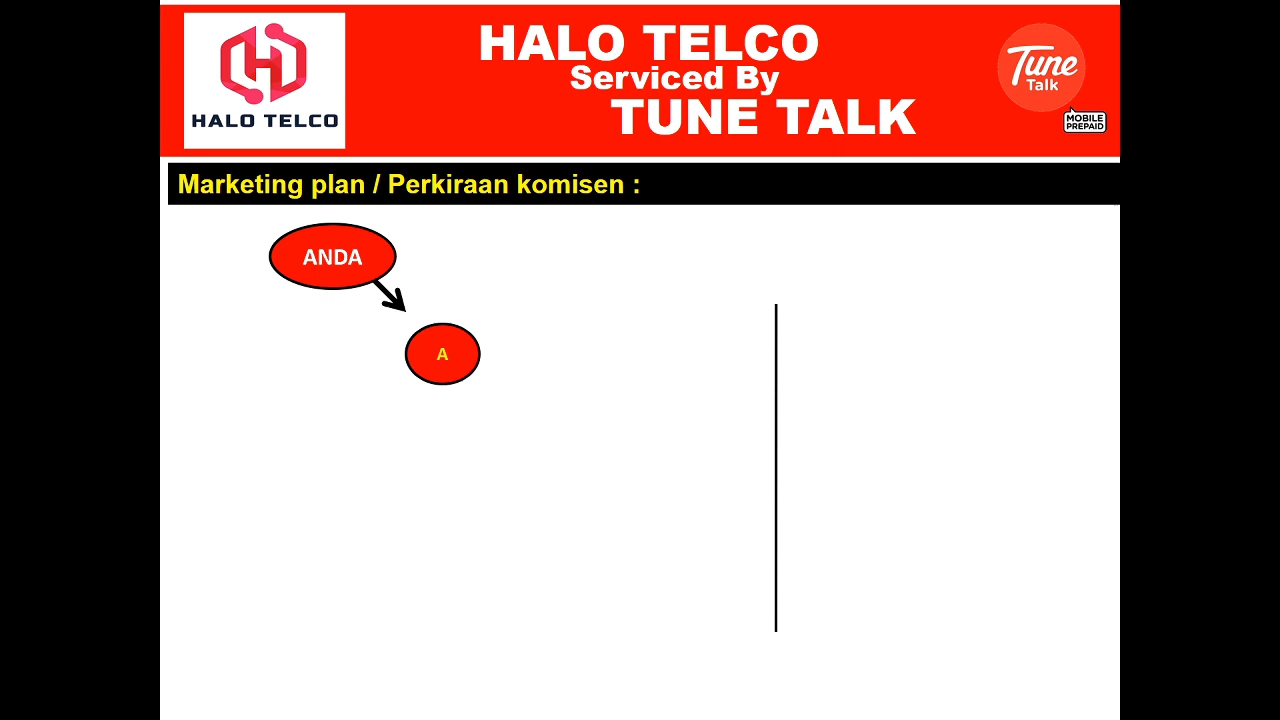 HALO TELCO
HALO TELCO
Serviced By
TUNE TALK
Tune
Talk
MOBILE
PREPAID
Marketing plan / Perkiraan komisen :
ANDA
A